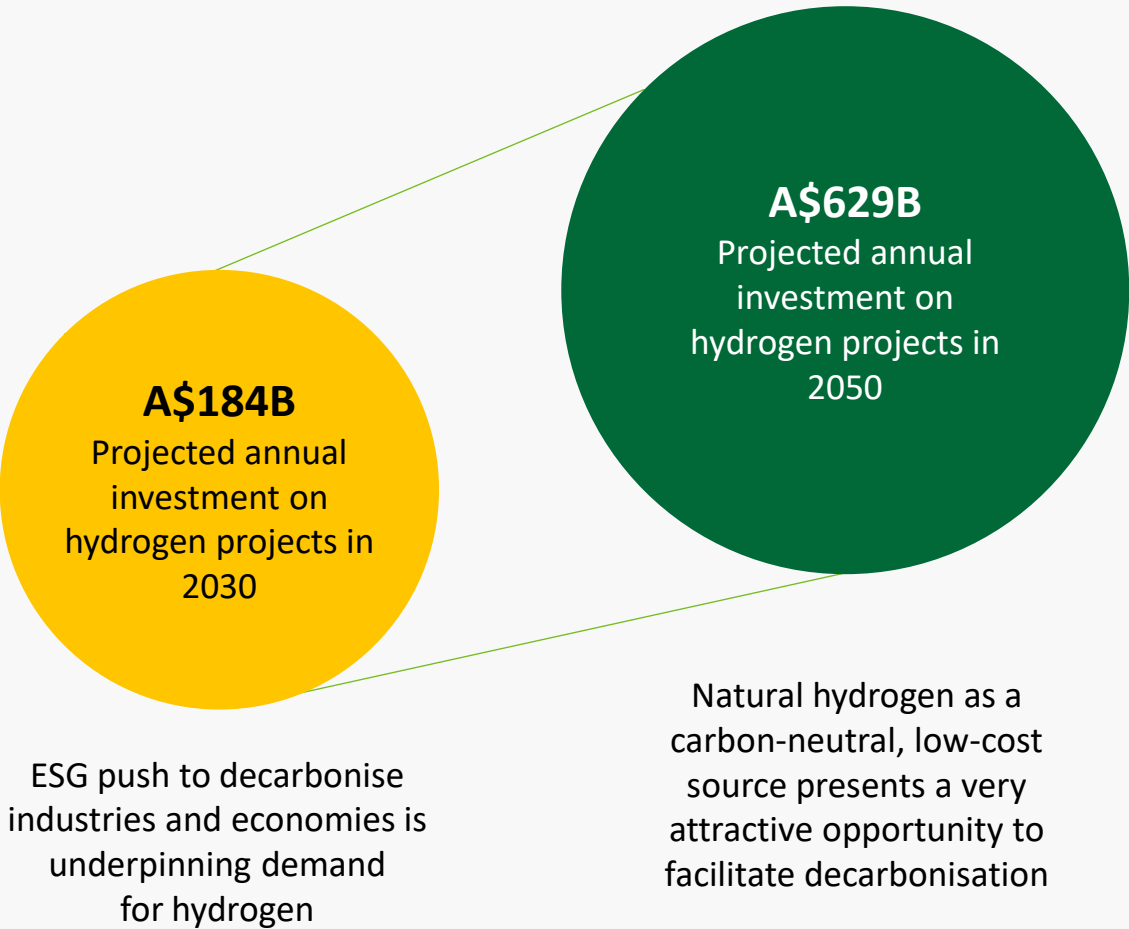 A$184B
Projected annual
investment on
hydrogen projects in
2030
ESG push to decarbonise
industries and economies is
underpinning demand
for hydrogen
A$629B
Projected annual
investment on
hydrogen projects in
2050
Natural hydrogen as a
carbon-neutral, low-cost
source presents a very
attractive opportunity to
facilitate decarbonisation